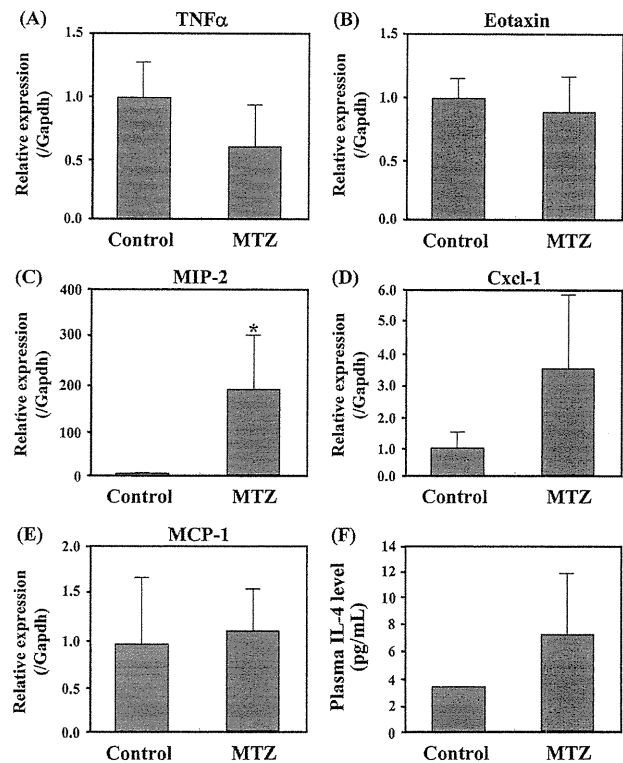 (A) TNFα
Relative expression
(/Gapdh)
1.5
1.0
0.5
0.0
Control MTZ
(B) Eotaxin
Relative expression
(/Gapdh)
1.5
1.0
0.5
0.0
Control MTZ
(C) MIP-2
Relative expression
(/Gapdh)
400
300
200
100
0
*
Control MTZ
(D) Cxcl-1
Relative expression
(/Gapdh)
6.0
4.0
3.0
2.0
1.0
0.0
Control MTZ
(E) MCP-1
Relative expression
(/Gapdh)
2.0
1.5
1.0
0.5
0.0
Control MTZ
(F)
Plasma IL-4 level
(pg/mL)
14
12
10
8
6
4
2
0
Control MTZ